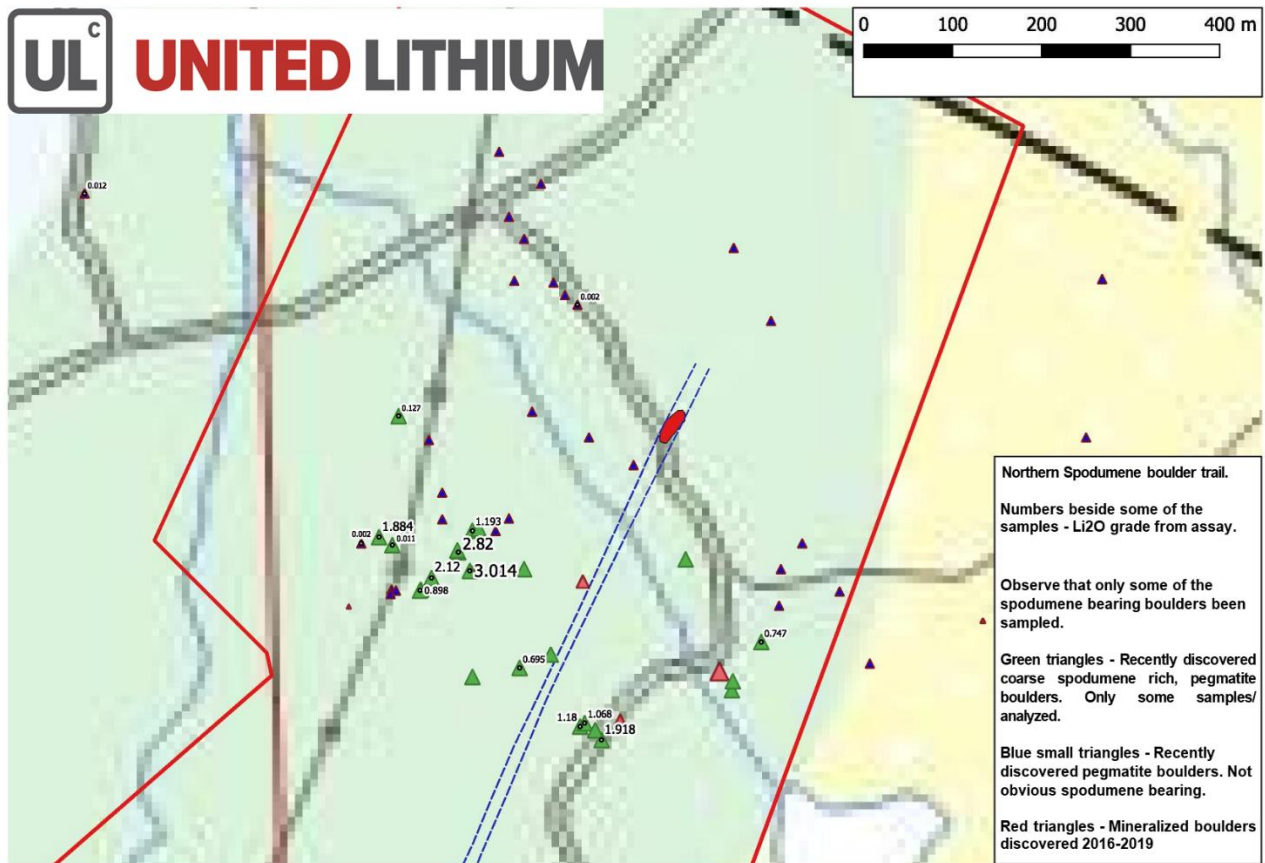 UL C UNITED LITHIUM
0 100 200 300 400 m
0.012
0.002
0.127
1.884
0.002
0.011
1.193
2.82
2.12
3.014
0.898
0.747
0.695
1.18
1.068
1.918
Northern Spodumene boulder trail.
Numbers beside some of the
samples - Li2O grade from assay.
Observe that only some of the
spodumene bearing boulders been
sampled.
Green triangles - Recently discovered
coarse spodumene rich, pegmatite
boulders. Only some samples/
analyzed.
Blue small triangles - Recently
discovered pegmatite boulders. Not
obvious spodumene bearing.
Red triangles - Mineralized boulders
discovered 2016-2019